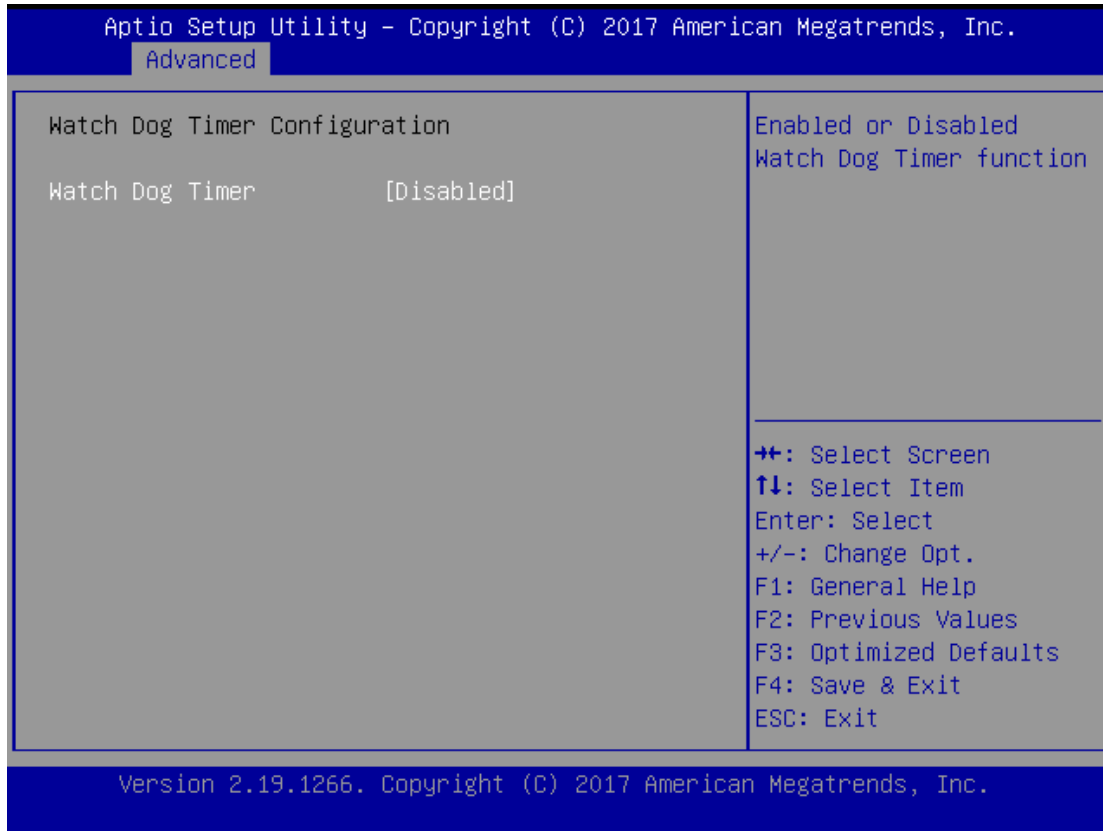 Aptio Setup Utility – Copyright (C) 2017 American Megatrends, Inc.
Advanced
Watch Dog Timer Configuration
Watch Dog Timer [Disabled]
Enabled or Disabled
Watch Dog Timer function
→←: Select Screen
↑↓: Select Item
Enter: Select
+/-: Change Opt.
F1: General Help
F2: Previous Values
F3: Optimized Defaults
F4: Save & Exit
ESC: Exit
Version 2.19.1266. Copyright (C) 2017 American Megatrends, Inc.